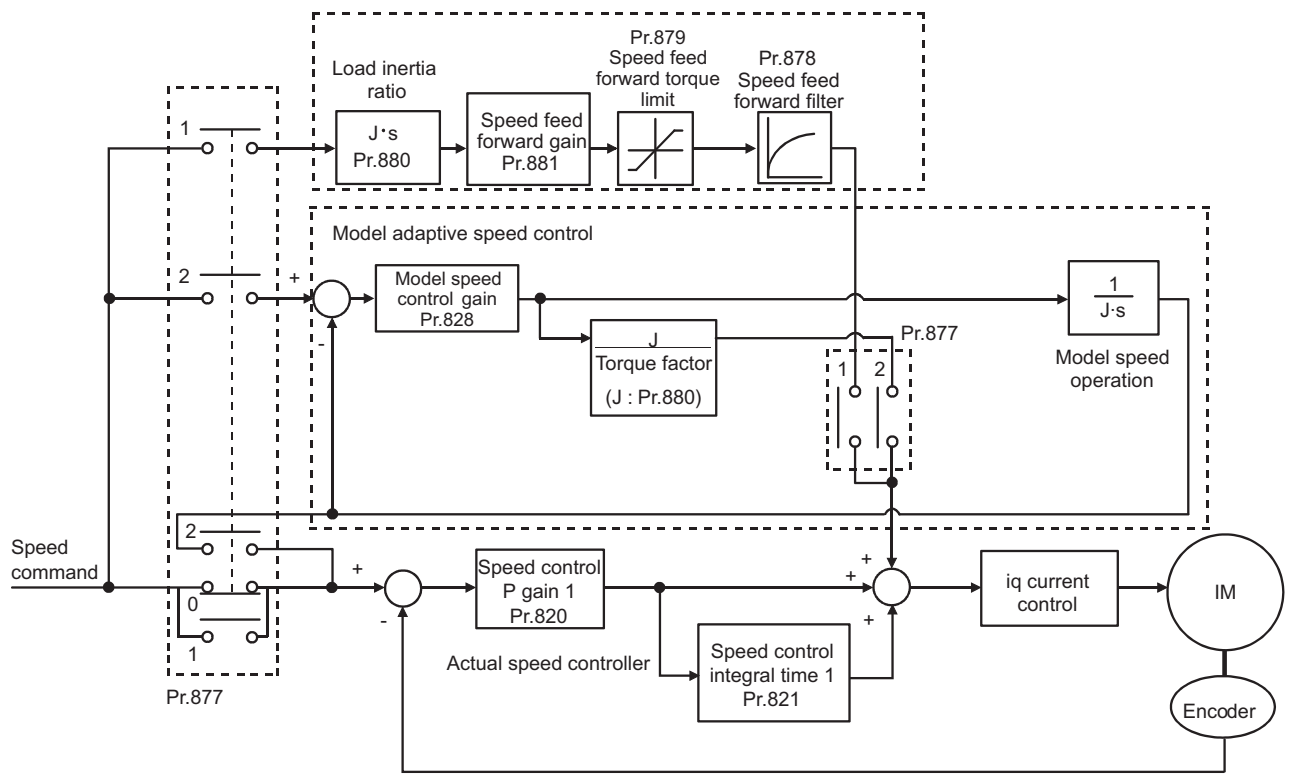 Pr.879
Speed feed
forward torque
limit
Pr.878
Speed feed
forward filter
Load inertia
ratio
J·s
Pr.880
Speed feed
forward gain
Pr.881
1
Model adaptive speed control
2
+
-
Model speed
control gain
Pr.828
J
Torque factor
(J : Pr.880)
Pr.877
1 2
1
J·s
Model speed
operation
Speed
command
2
0
1
Pr.877
+
-
Speed control
P gain 1
Pr.820
Actual speed controller
Speed control
integral time 1
Pr.821
+
+
+
iq current
control
IM
Encoder